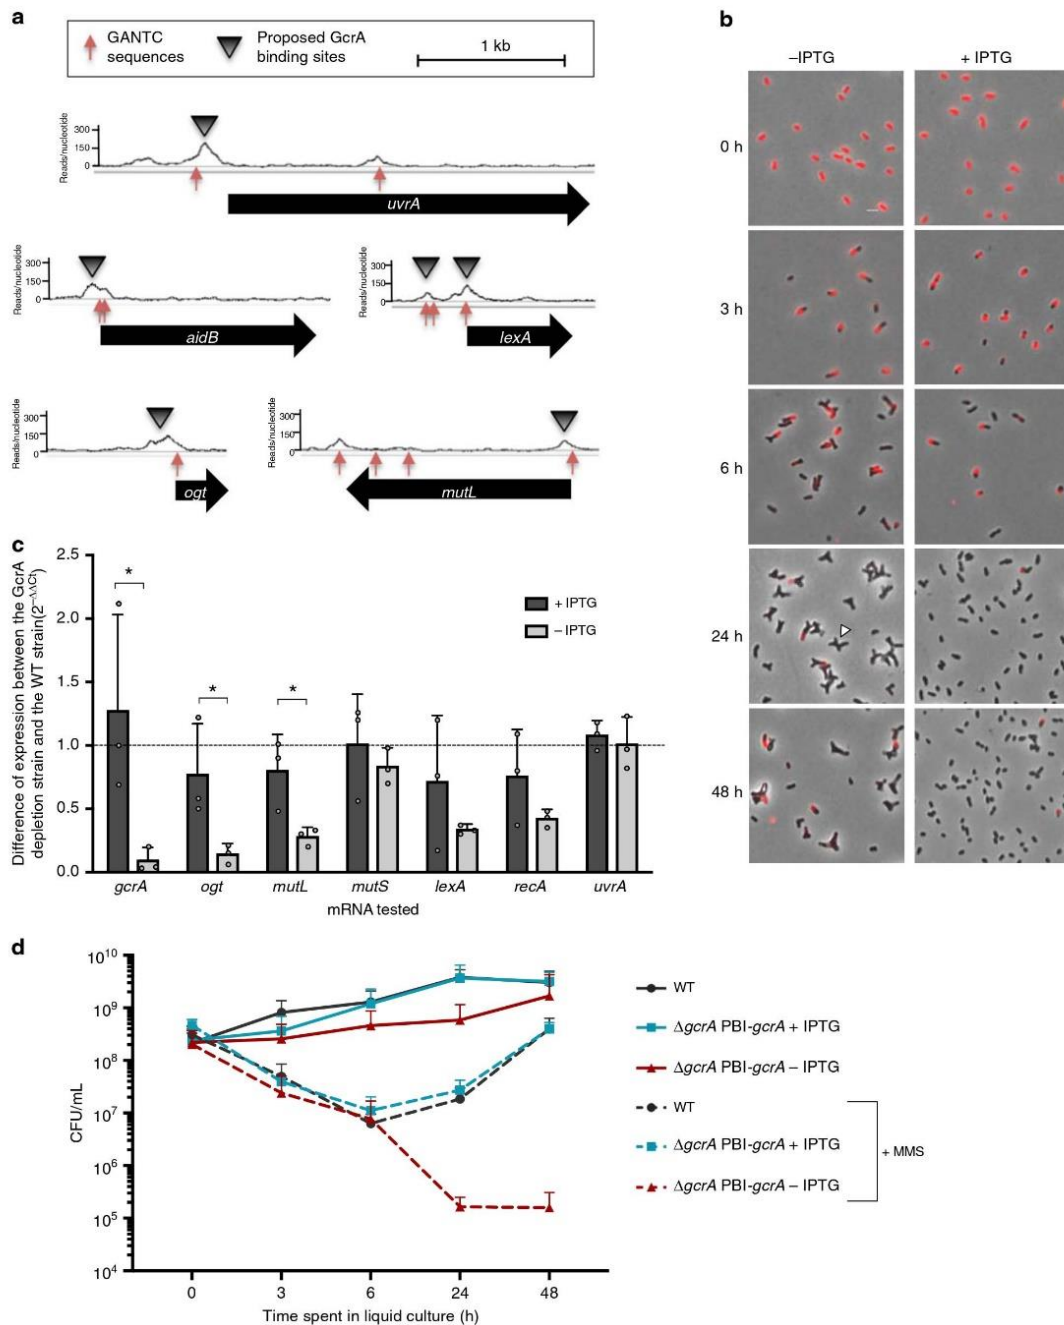 a
GANTC
sequences
Proposed GcrA
binding sites
1 kb
Reads/nucleotide
300
150
0
uvrA
Reads/nucleotide
300
150
0
aidB
Reads/nucleotide
300
150
0
lexA
Reads/nucleotide
300
150
0
ogt
Reads/nucleotide
300
150
0
mutL
b
–IPTG
+ IPTG
0 h
3 h
6 h
24 h
48 h
c
Difference of expression between the GcrA
depletion strain and the WT strain(2^–ΔΔCt)
2.5
2.0
1.5
1.0
0.5
0.0
*
*
*
+ IPTG
– IPTG
gcrA
ogt
mutL
mutS
lexA
recA
uvrA
mRNA tested
d
CFU/mL
10^10
10^9
10^8
10^7
10^6
10^5
10^4
0
3
6
24
48
Time spent in liquid culture (h)
WT
ΔgcrA PBI-gcrA + IPTG
ΔgcrA PBI-gcrA – IPTG
WT
ΔgcrA PBI-gcrA + IPTG
ΔgcrA PBI-gcrA – IPTG
+ MMS